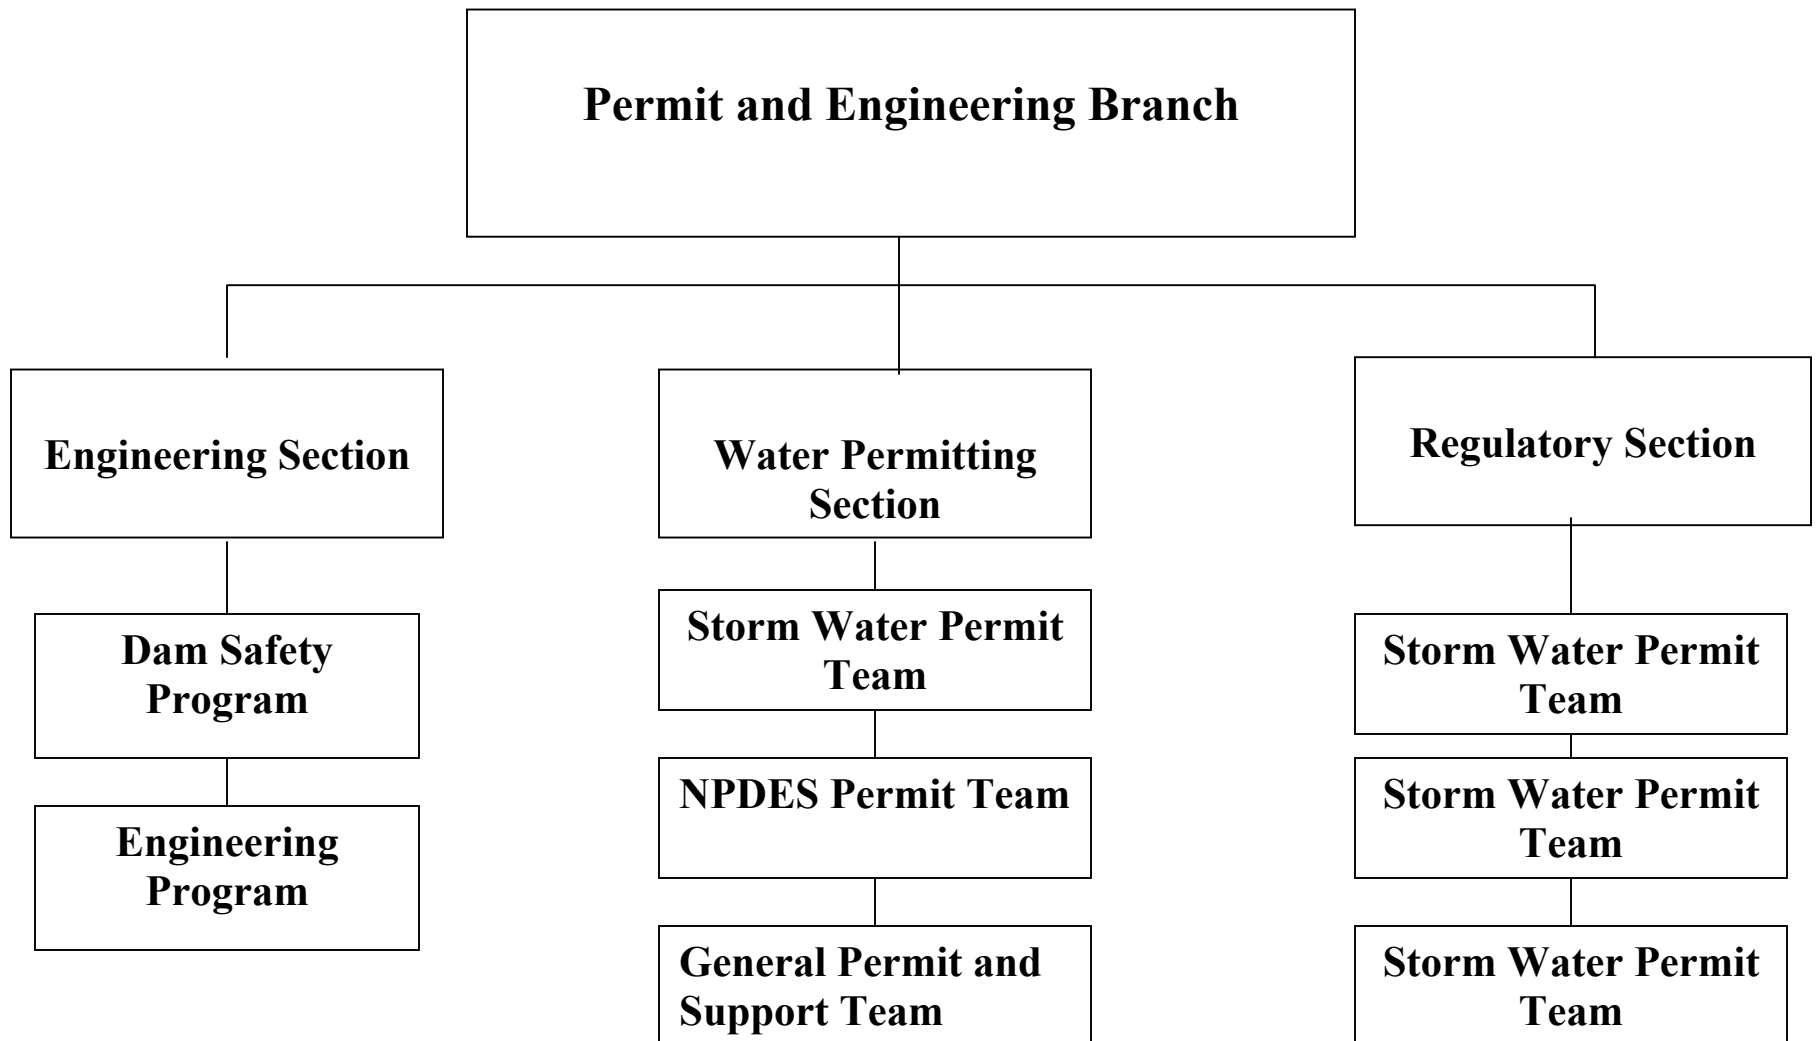 Permit and Engineering Branch
Engineering Section
Water Permitting
Section
Regulatory Section
Dam Safety
Program
Engineering
Program
Storm Water Permit
Team
NPDES Permit Team
General Permit and
Support Team
Storm Water Permit
Team
Storm Water Permit
Team
Storm Water Permit
Team